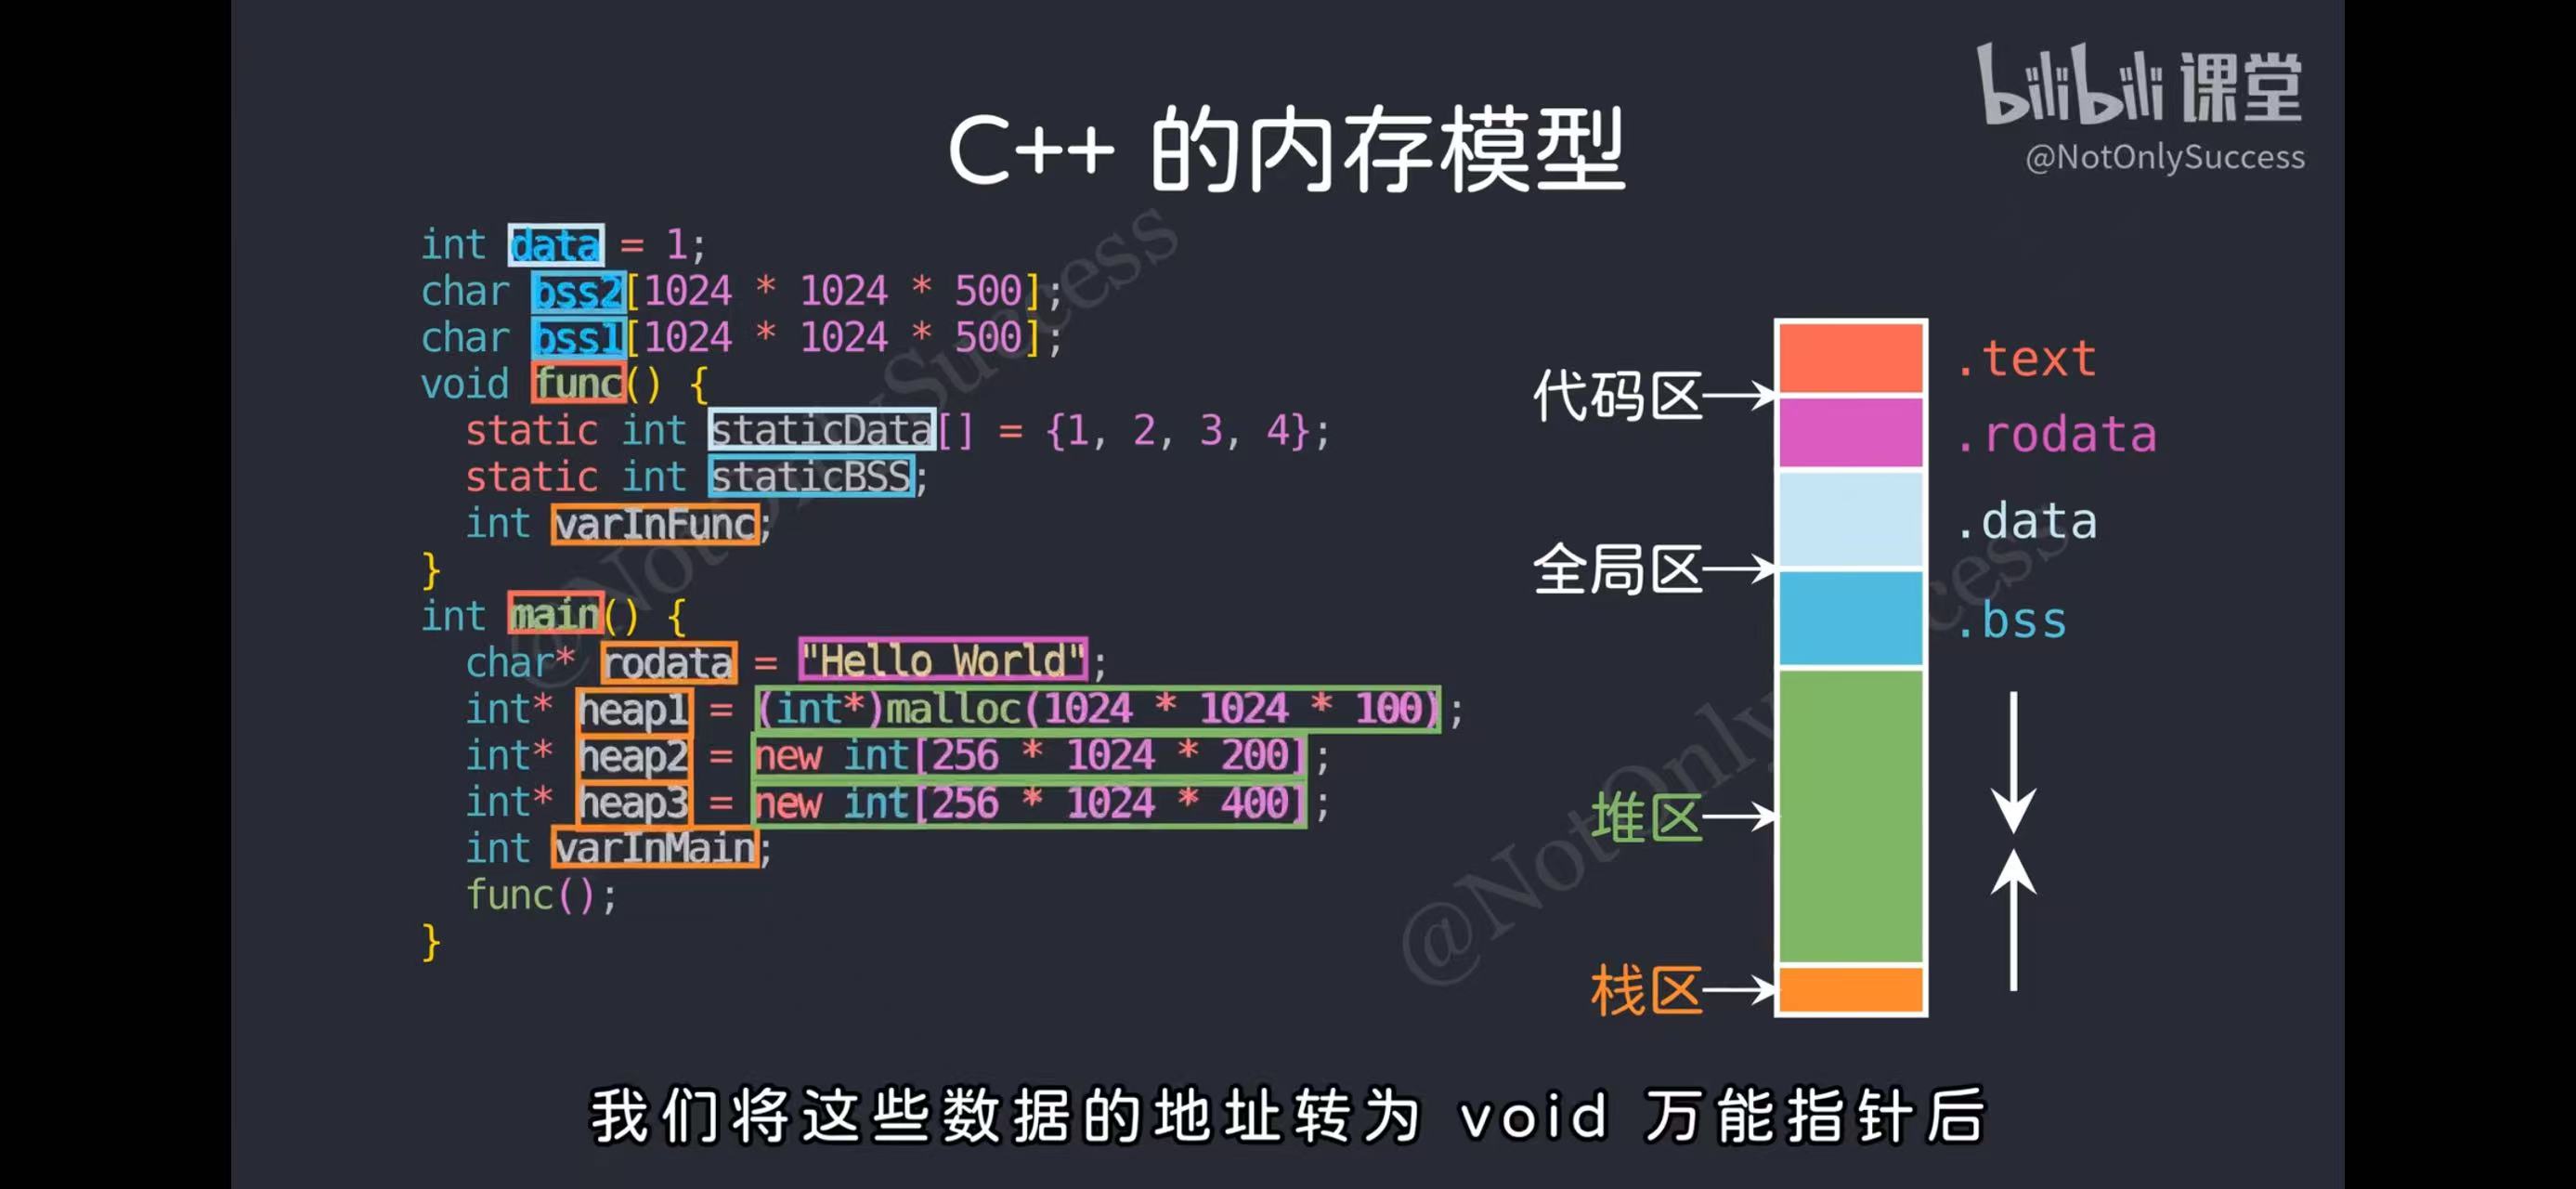 bilibili 课堂
@NotOnlySuccess
C++ 的内存模型
int data = 1;
char bss2[1024 * 1024 * 500];
char bss1[1024 * 1024 * 500];
void func() {
static int staticData[] = {1, 2, 3, 4};
static int staticBSS;
int varInFunc;
}
int main() {
char* rodata = "Hello World";
int* heap1 = (int*)malloc(1024 * 1024 * 100);
int* heap2 = new int[256 * 1024 * 200];
int* heap3 = new int[256 * 1024 * 400];
int varInMain;
func();
}
代码区
全局区
堆区
栈区
.text
.rodata
.data
.bss
@NotOnlySuccess
@NotOnlySuccess
我们将这些数据的地址转为 void 万能指针后